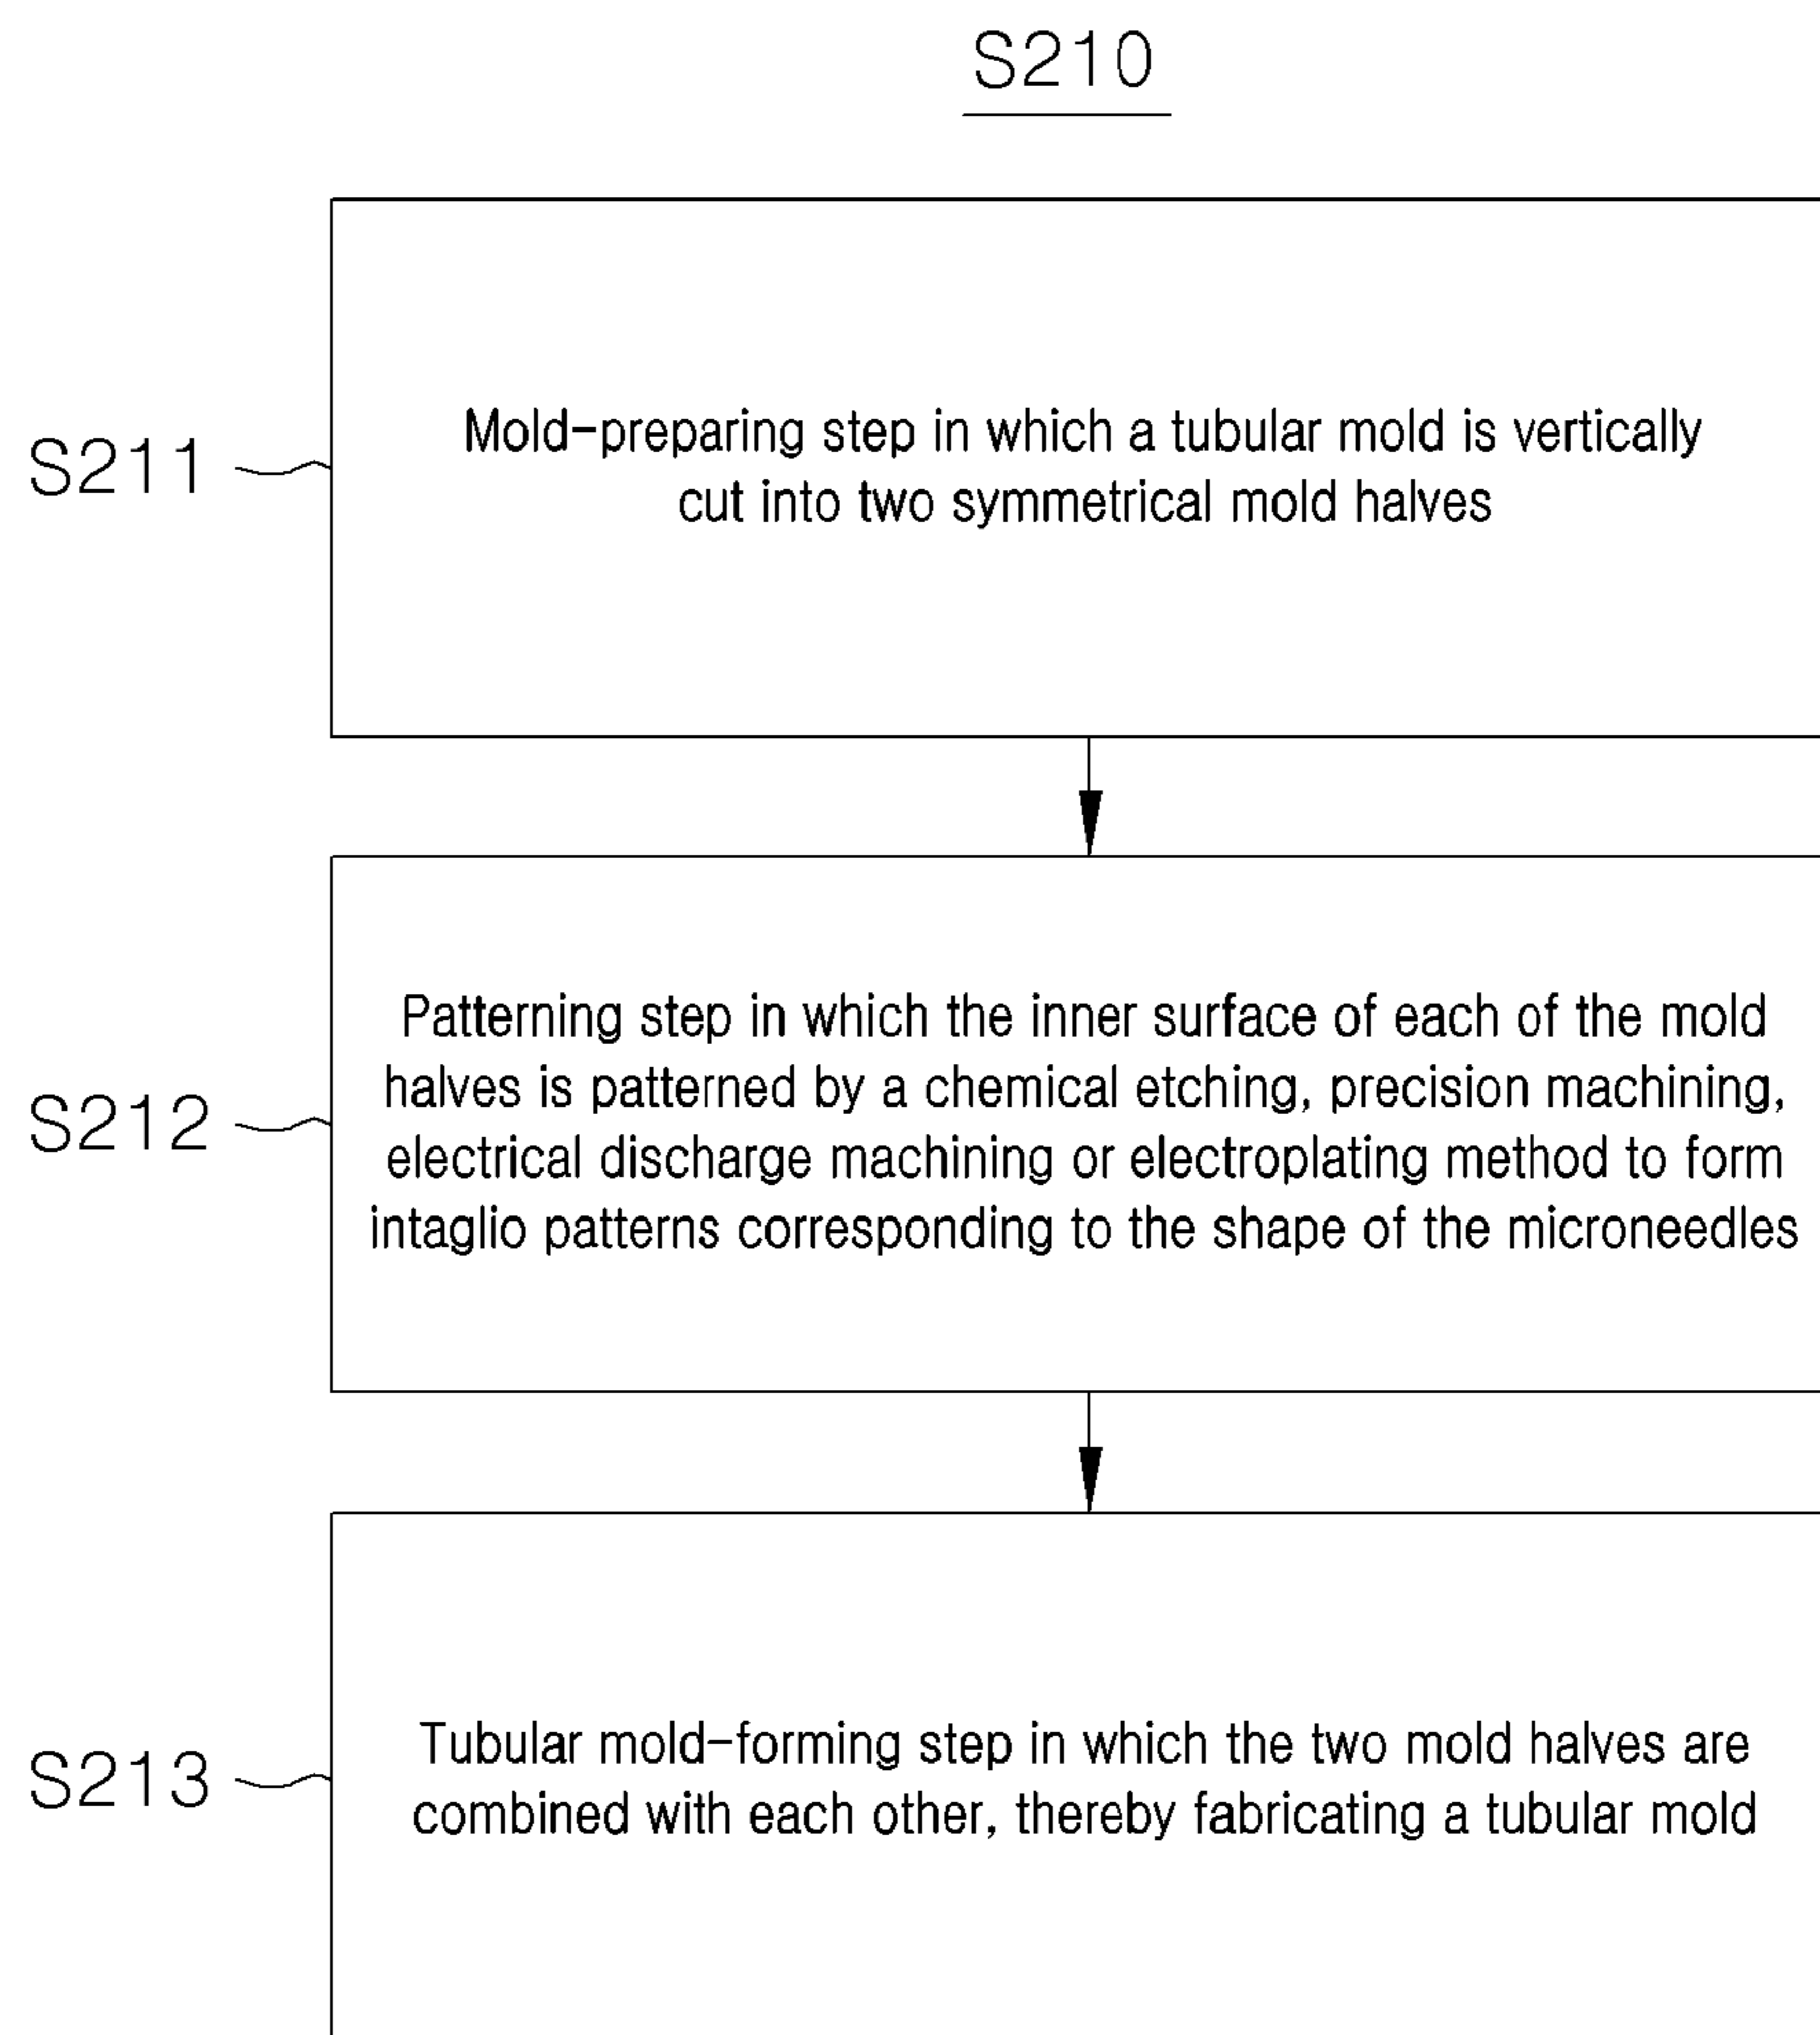 S210
S211
Mold-preparing step in which a tubular mold is vertically
cut into two symmetrical mold halves
S212
Patterning step in which the inner surface of each of the mold
halves is patterned by a chemical etching, precision machining,
electrical discharge machining or electroplating method to form
intaglio patterns corresponding to the shape of the microneedles
S213
Tubular mold-forming step in which the two mold halves are
combined with each other, thereby fabricating a tubular mold